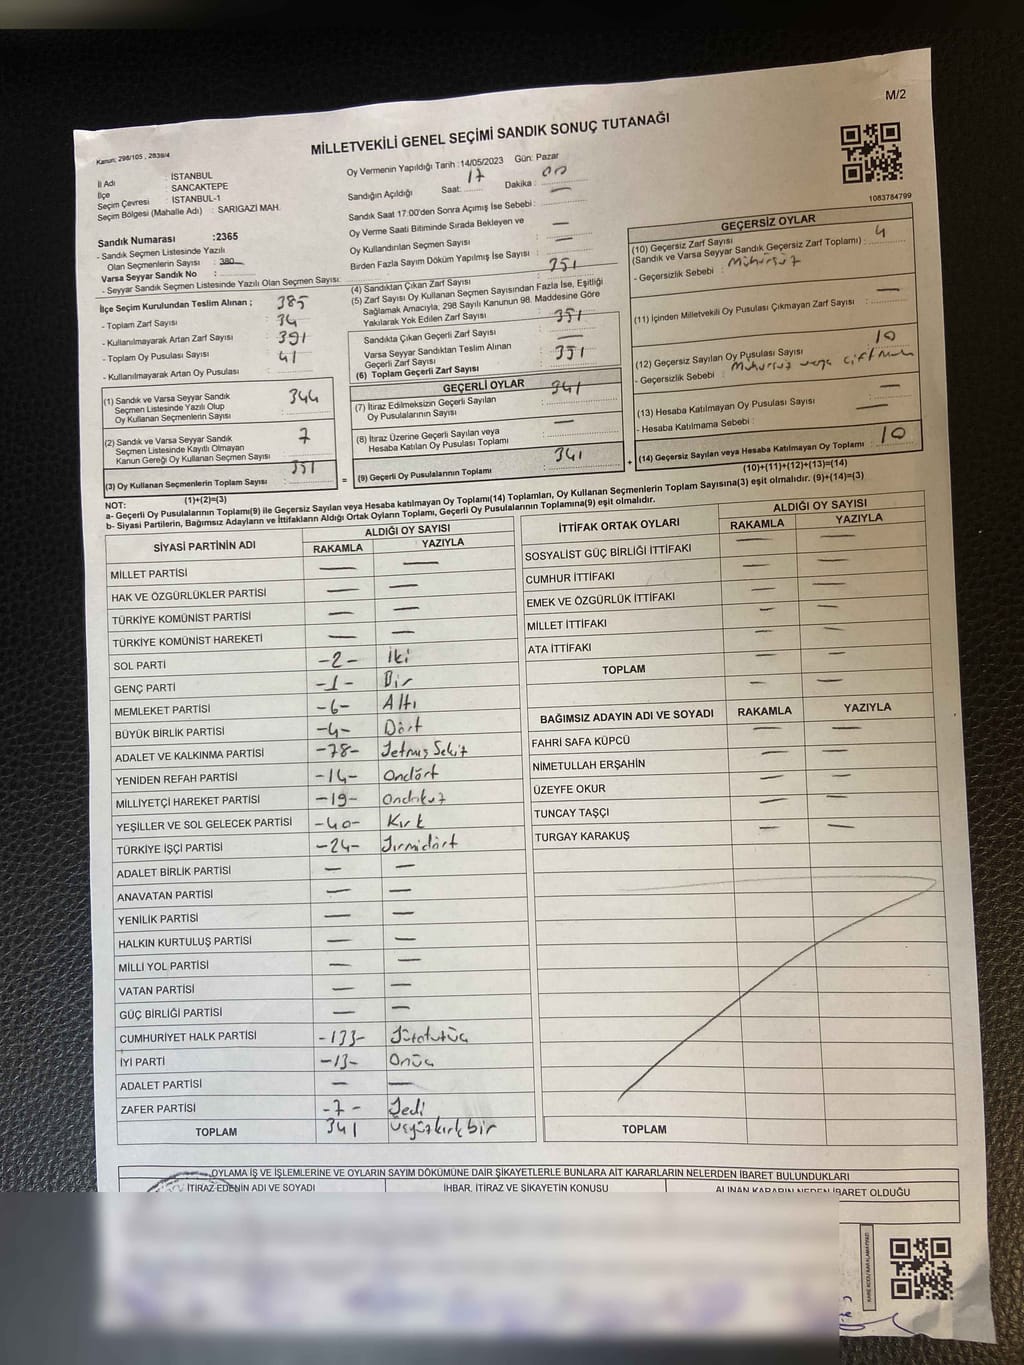 M/2
Kanun: 298/105 , 2839/4
MİLLETVEKİLİ GENEL SEÇİMİ SANDIK SONUÇ TUTANAĞI
İl Adı : İSTANBUL
İlçe : SANCAKTEPE
Seçim Çevresi : İSTANBUL-1
Seçim Bölgesi (Mahalle Adı) : SARIGAZİ MAH.
Oy Vermenin Yapıldığı Tarih :14/05/2023 Gün: Pazar
Sandığın Açıldığı Saat: 17 Dakika : 00
Sandık Saat 17:00'den Sonra Açımış İse Sebebi : —
Oy Verme Saati Bitiminde Sırada Bekleyen ve
Oy Kullandırılan Seçmen Sayısı : —
Birden Fazla Sayım Döküm Yapılmış İse Sayısı : —
1083784799
Sandık Numarası :2365
- Sandık Seçmen Listesinde Yazılı
Olan Seçmenlerin Sayısı : 380
Varsa Seyyar Sandık No :
- Seyyar Sandık Seçmen Listesinde Yazılı Olan Seçmen Sayısı:
İlçe Seçim Kurulundan Teslim Alınan ;
- Toplam Zarf Sayısı : 385
- Kullanılmayarak Artan Zarf Sayısı : 34
- Toplam Oy Pusulası Sayısı : 391
- Kullanılmayarak Artan Oy Pusulası : 41
(1) Sandık ve Varsa Seyyar Sandık
Seçmen Listesinde Yazılı Olup
Oy Kullanan Seçmenlerin Sayısı : 344
(2) Sandık ve Varsa Seyyar Sandık
Seçmen Listesinde Kayıtlı Olmayan
Kanun Gereği Oy Kullanan Seçmen Sayısı : 7
(3) Oy Kullanan Seçmenlerin Toplam Sayısı : 351
(1)+(2)=(3)
(4) Sandıktan Çıkan Zarf Sayısı : 351
(5) Zarf Sayısı Oy Kullanan Seçmen Sayısından Fazla İse, Eşitliği
Sağlamak Amacıyla, 298 Sayılı Kanunun 98. Maddesine Göre
Yakılarak Yok Edilen Zarf Sayısı :
Sandıkta Çıkan Geçerli Zarf Sayısı : 351
Varsa Seyyar Sandıktan Teslim Alınan
Geçerli Zarf Sayısı : —
(6) Toplam Geçerli Zarf Sayısı : 351
GEÇERLİ OYLAR
(7) İtiraz Edilmeksizin Geçerli Sayılan
Oy Pusulalarının Sayısı : 341
(8) İtiraz Üzerine Geçerli Sayılan veya
Hesaba Katılan Oy Pusulası Toplamı : —
= (9) Geçerli Oy Pusulalarının Toplamı : 341
GEÇERSİZ OYLAR
(10) Geçersiz Zarf Sayısı
(Sandık ve Varsa Seyyar Sandık Geçersiz Zarf Toplamı) : 4
- Geçersizlik Sebebi : Mühürsüz
(11) İçinden Milletvekili Oy Pusulası Çıkmayan Zarf Sayısı : —
(12) Geçersiz Sayılan Oy Pusulası Sayısı : 10
- Geçersizlik Sebebi : Mühürsüz veya çift
(13) Hesaba Katılmayan Oy Pusulası Sayısı : —
- Hesaba Katılmama Sebebi : —
+ (14) Geçersiz Sayılan veya Hesaba Katılmayan Oy Toplamı : 10
(10)+(11)+(12)+(13)=(14)
NOT:
a- Geçerli Oy Pusulalarının Toplamı(9) ile Geçersiz Sayılan veya Hesaba katılmayan Oy Toplamı(14) Toplamları, Oy Kullanan Seçmenlerin Toplam Sayısına(3) eşit olmalıdır. (9)+(14)=(3)
b- Siyasi Partilerin, Bağımsız Adayların ve İttifakların Aldığı Ortak Oyların Toplamı, Geçerli Oy Pusulalarının Toplamına(9) eşit olmalıdır.
SİYASİ PARTİNİN ADI ALDIĞI OY SAYISI
RAKAMLA YAZIYLA
MİLLET PARTİSİ — —
HAK VE ÖZGÜRLÜKLER PARTİSİ — —
TÜRKİYE KOMÜNİST PARTİSİ — —
TÜRKİYE KOMÜNİST HAREKETİ — —
SOL PARTİ -2- İki
GENÇ PARTİ -1- Bir
MEMLEKET PARTİSİ -6- Altı
BÜYÜK BİRLİK PARTİSİ -4- Dört
ADALET VE KALKINMA PARTİSİ -78- Yetmiş Sekiz
YENİDEN REFAH PARTİSİ -14- Ondört
MİLLİYETÇİ HAREKET PARTİSİ -19- Ondokuz
YEŞİLLER VE SOL GELECEK PARTİSİ -40- Kırk
TÜRKİYE İŞÇİ PARTİSİ -24- Yirmidört
ADALET BİRLİK PARTİSİ — —
ANAVATAN PARTİSİ — —
YENİLİK PARTİSİ — —
HALKIN KURTULUŞ PARTİSİ — —
MİLLİ YOL PARTİSİ — —
VATAN PARTİSİ — —
GÜÇ BİRLİĞİ PARTİSİ — —
CUMHURİYET HALK PARTİSİ -133-
İYİ PARTİ -13- Onüç
ADALET PARTİSİ — —
ZAFER PARTİSİ -7- Yedi
TOPLAM 341 Üçyüzkırkbir
İTTİFAK ORTAK OYLARI ALDIĞI OY SAYISI
RAKAMLA YAZIYLA
SOSYALİST GÜÇ BİRLİĞİ İTTİFAKI — —
CUMHUR İTTİFAKI — —
EMEK VE ÖZGÜRLÜK İTTİFAKI — —
MİLLET İTTİFAKI — —
ATA İTTİFAKI — —
TOPLAM — —
BAĞIMSIZ ADAYIN ADI VE SOYADI RAKAMLA YAZIYLA
FAHRİ SAFA KÜPCÜ — —
NİMETULLAH ERŞAHİN — —
ÜZEYFE OKUR — —
TUNCAY TAŞÇI — —
TURGAY KARAKUŞ — —
TOPLAM
OYLAMA İŞ VE İŞLEMLERİNE VE OYLARIN SAYIM DÖKÜMÜNE DAİR ŞİKAYETLERLE BUNLARA AİT KARARLARIN NELERDEN İBARET BULUNDUKLARI
İTİRAZ EDENİN ADI VE SOYADI İHBAR, İTİRAZ VE ŞİKAYETİN KONUSU ALINAN KARARIN NEDEN İBARET OLDUĞU